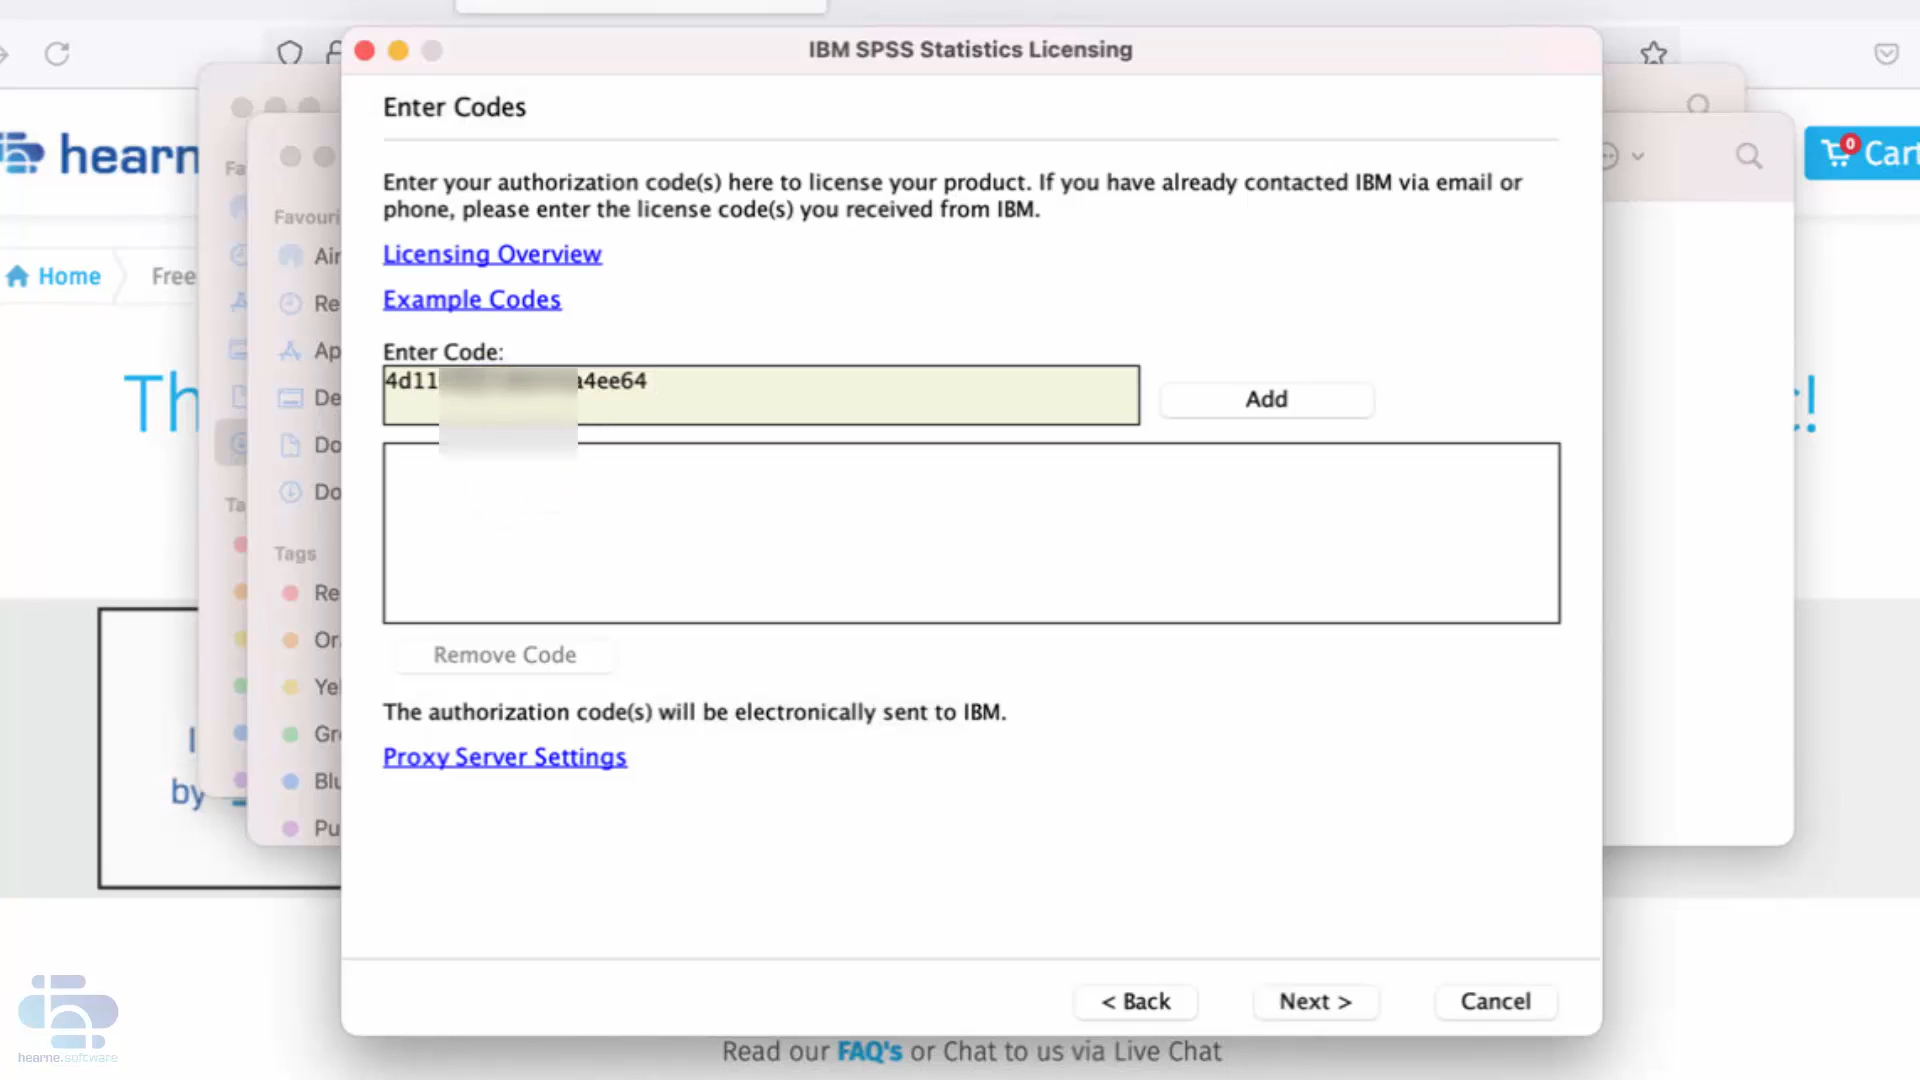 IBM SPSS Statistics Licensing
Enter Codes
hearn
0
Cart
Enter your authorization code(s) here to license your product. If you have already contacted IBM via email or
phone, please enter the license code(s) you received from IBM.
Favouri
Licensing Overview
Home
Free
Example Codes
Enter Code:
4d11
a4ee64
Add
Th
Tags
Remove Code
The authorization code(s) will be electronically sent to IBM.
Proxy Server Settings
by
< Back
Next >
Cancel
hearne.software
Read our FAQ's or Chat to us via Live Chat